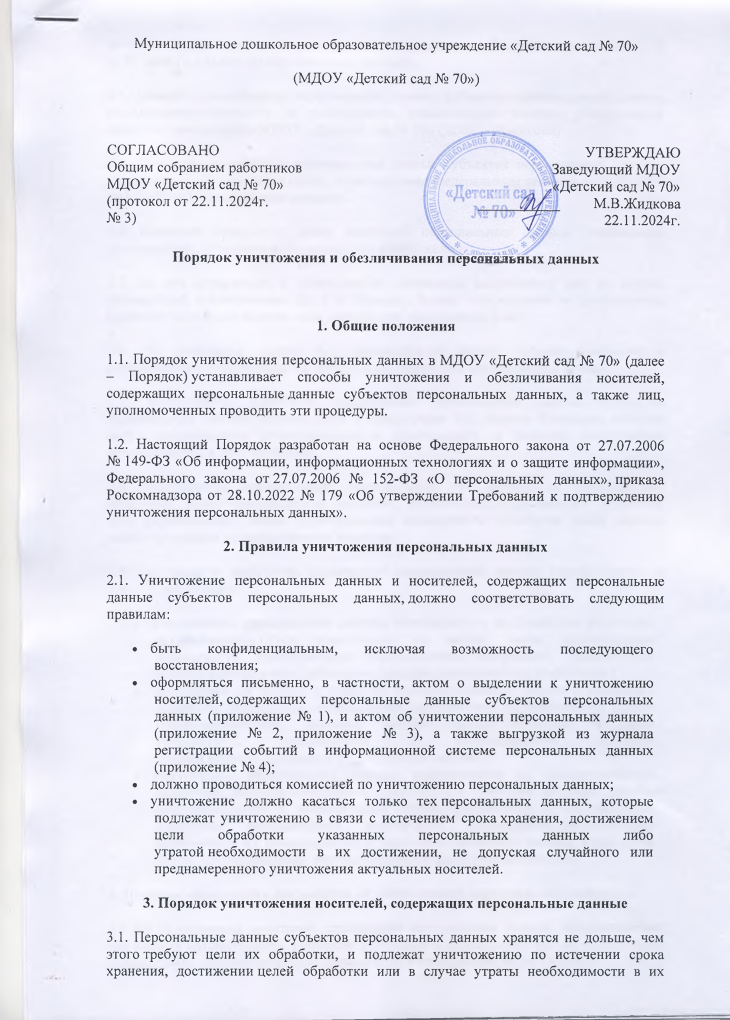 Муниципальное дошкольное образовательное учреждение «Детский сад № 70»
(МДОУ «Детский сад № 70»)
СОГЛАСОВАНО
Общим собранием работников
МДОУ «Детский сад № 70»
(протокол от 22.11.2024г.
№ 3)
УТВЕРЖДАЮ
Заведующий МДОУ
«Детский сад № 70»
М.В.Жидкова
22.11.2024г.
МУНИЦИПАЛЬНОЕ ДОШКОЛЬНОЕ ОБРАЗОВАТЕЛЬНОЕ УЧРЕЖДЕНИЕ
«Детский сад
№ 70»
Порядок уничтожения и обезличивания персональных данных
1. Общие положения
1.1. Порядок уничтожения персональных данных в МДОУ «Детский сад № 70» (далее
– Порядок) устанавливает способы уничтожения и обезличивания носителей,
содержащих персональные данные субъектов персональных данных, а также лиц,
уполномоченных проводить эти процедуры.
1.2. Настоящий Порядок разработан на основе Федерального закона от 27.07.2006
№ 149-ФЗ «Об информации, информационных технологиях и о защите информации»,
Федерального закона от 27.07.2006 № 152-ФЗ «О персональных данных», приказа
Роскомнадзора от 28.10.2022 № 179 «Об утверждении Требований к подтверждению
уничтожения персональных данных».
2. Правила уничтожения персональных данных
2.1. Уничтожение персональных данных и носителей, содержащих персональные
данные субъектов персональных данных, должно соответствовать следующим
правилам:
• быть конфиденциальным, исключая возможность последующего
восстановления;
• оформляться письменно, в частности, актом о выделении к уничтожению
носителей, содержащих персональные данные субъектов персональных
данных (приложение № 1), и актом об уничтожении персональных данных
(приложение № 2, приложение № 3), а также выгрузкой из журнала
регистрации событий в информационной системе персональных данных
(приложение № 4);
• должно проводиться комиссией по уничтожению персональных данных;
• уничтожение должно касаться только тех персональных данных, которые
подлежат уничтожению в связи с истечением срока хранения, достижением
цели обработки указанных персональных данных либо
утратой необходимости в их достижении, не допуская случайного или
преднамеренного уничтожения актуальных носителей.
3. Порядок уничтожения носителей, содержащих персональные данные
3.1. Персональные данные субъектов персональных данных хранятся не дольше, чем
этого требуют цели их обработки, и подлежат уничтожению по истечении срока
хранения, достижении целей обработки или в случае утраты необходимости в их